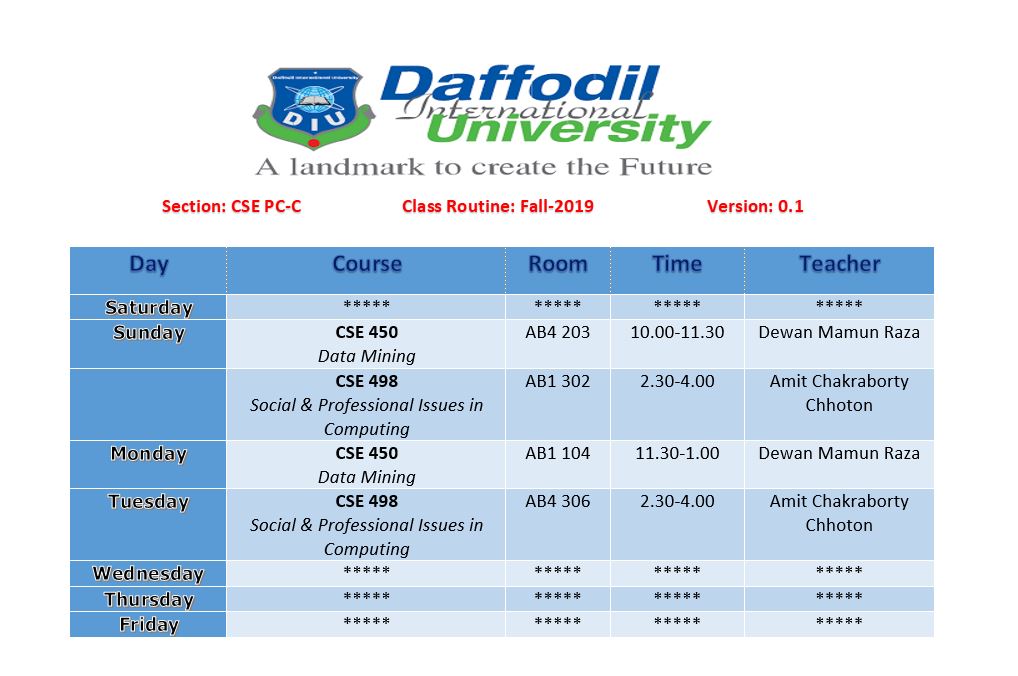 Daffodil International University
DIU
Daffodil
International
University
A landmark to create the Future
Section: CSE PC-C Class Routine: Fall-2019 Version: 0.1
Day Course Room Time Teacher
Saturday ***** ***** ***** *****
Sunday CSE 450 AB4 203 10.00-11.30 Dewan Mamun Raza
Data Mining
CSE 498 AB1 302 2.30-4.00 Amit Chakraborty
Social & Professional Issues in Chhoton
Computing
Monday CSE 450 AB1 104 11.30-1.00 Dewan Mamun Raza
Data Mining
Tuesday CSE 498 AB4 306 2.30-4.00 Amit Chakraborty
Social & Professional Issues in Chhoton
Computing
Wednesday ***** ***** ***** *****
Thursday ***** ***** ***** *****
Friday ***** ***** ***** *****